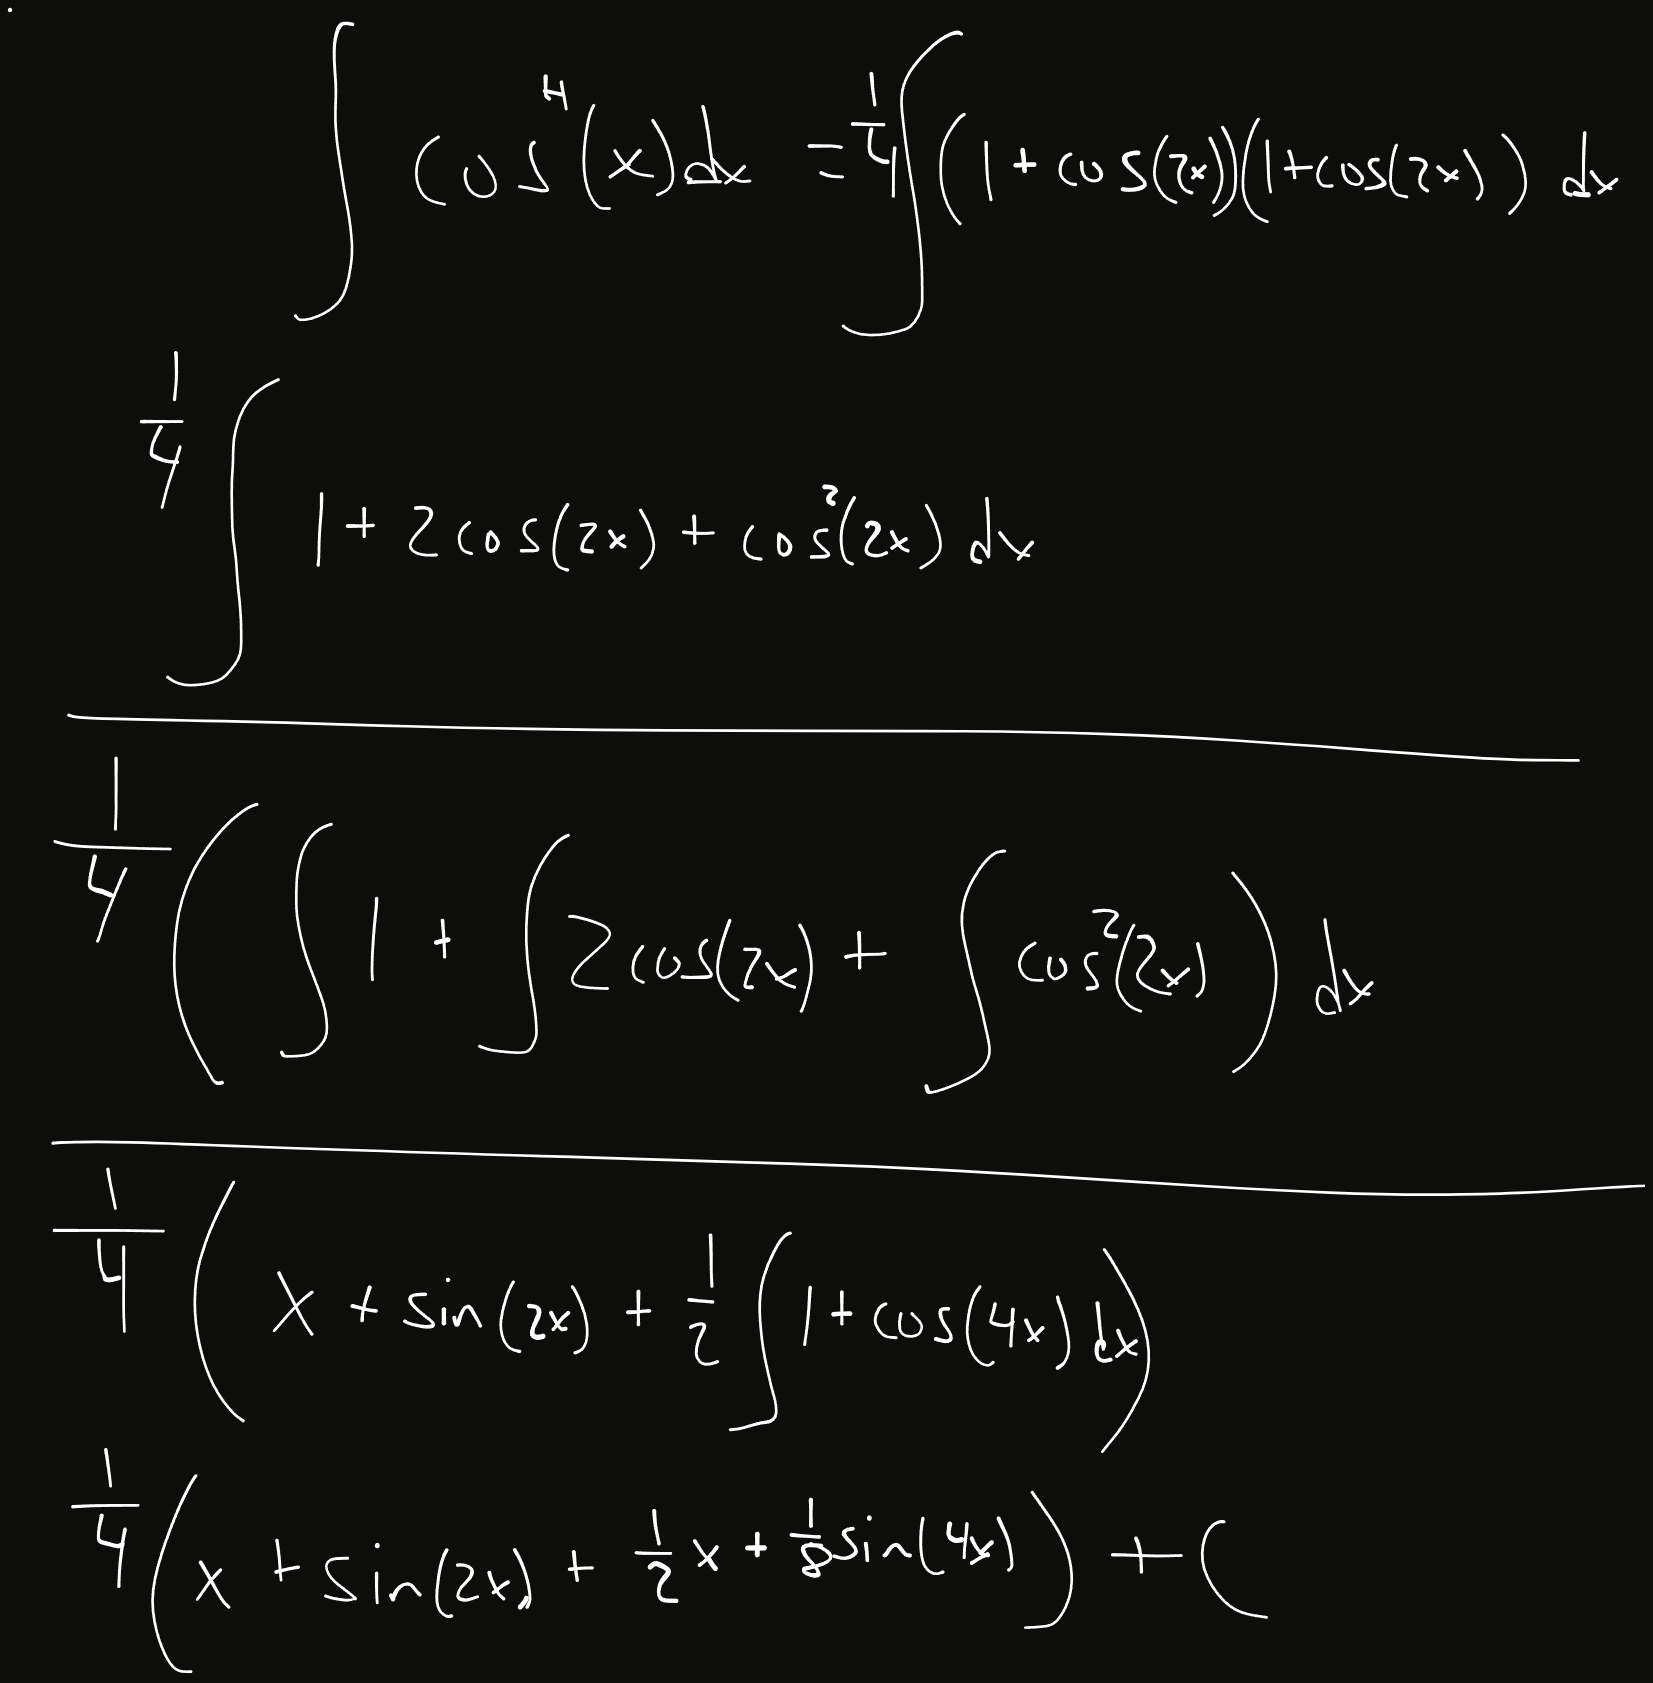 ∫ cos⁴(x)dx = 1/4 ∫ (1 + cos(2x))(1+cos(2x)) dx
1/4 ∫ 1 + 2cos(2x) + cos²(2x) dx
1/4 ( ∫ 1 + ∫ 2cos(2x) + ∫ cos²(2x) ) dx
1/4 ( x + sin(2x) + 1/2 ∫ 1 + cos(4x) dx )
1/4 ( x + sin(2x) + 1/2 x + 1/8 sin(4x) ) + C